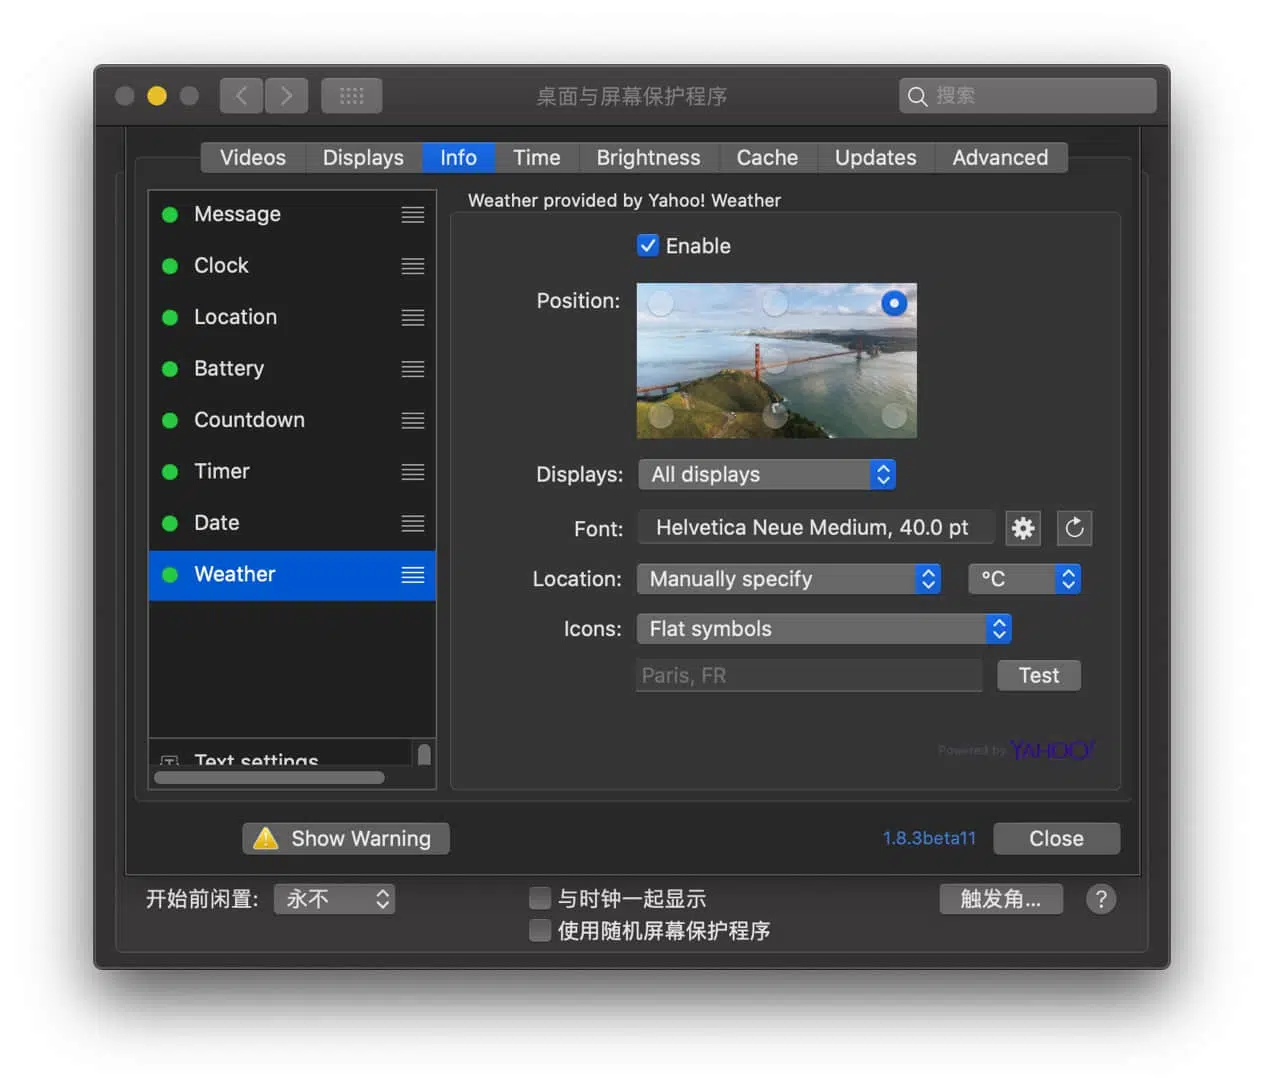 桌面与屏幕保护程序
搜索
Videos Displays Info Time Brightness Cache Updates Advanced
Message
Clock
Location
Battery
Countdown
Timer
Date
Weather
Text settings
Weather provided by Yahoo! Weather
Enable
Position:
Displays: All displays
Font: Helvetica Neue Medium, 40.0 pt
Location: Manually specify °C
Icons: Flat symbols
Paris, FR Test
Powered by YAHOO!
Show Warning 1.8.3beta11 Close
开始前闲置: 永不 与时钟一起显示 触发角... ?
使用随机屏幕保护程序